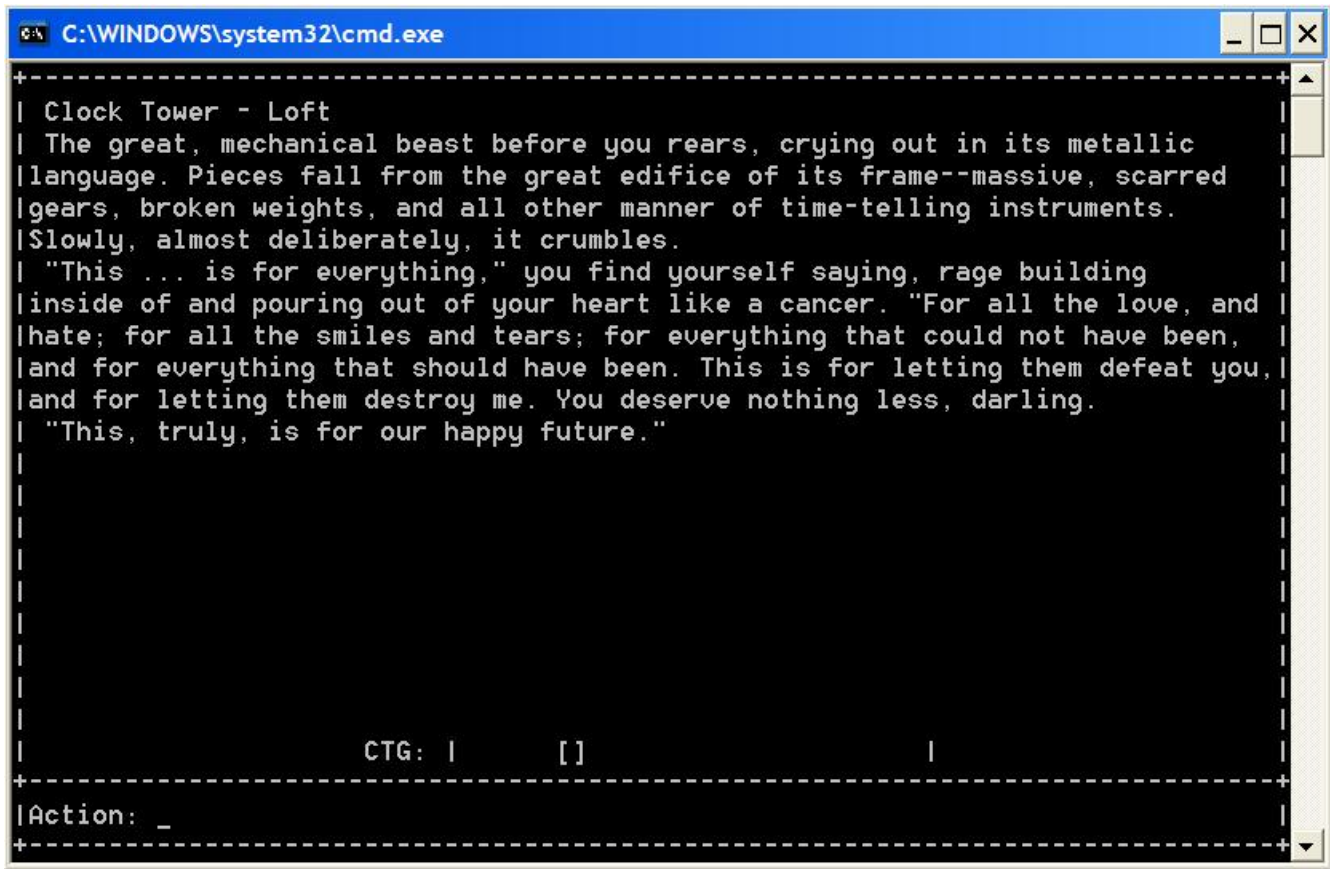 C:\WINDOWS\system32\cmd.exe
Clock Tower - Loft
The great, mechanical beast before you rears, crying out in its metallic
language. Pieces fall from the great edifice of its frame--massive, scarred
gears, broken weights, and all other manner of time-telling instruments.
Slowly, almost deliberately, it crumbles.
"This ... is for everything," you find yourself saying, rage building
inside of and pouring out of your heart like a cancer. "For all the love, and
hate; for all the smiles and tears; for everything that could not have been,
and for everything that should have been. This is for letting them defeat you,
and for letting them destroy me. You deserve nothing less, darling.
"This, truly, is for our happy future."
CTG: |      []                      |
Action: _